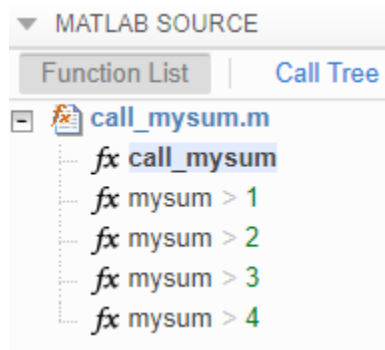 MATLAB SOURCE
Function List Call Tree
fx call_mysum.m
fx call_mysum
fx mysum > 1
fx mysum > 2
fx mysum > 3
fx mysum > 4